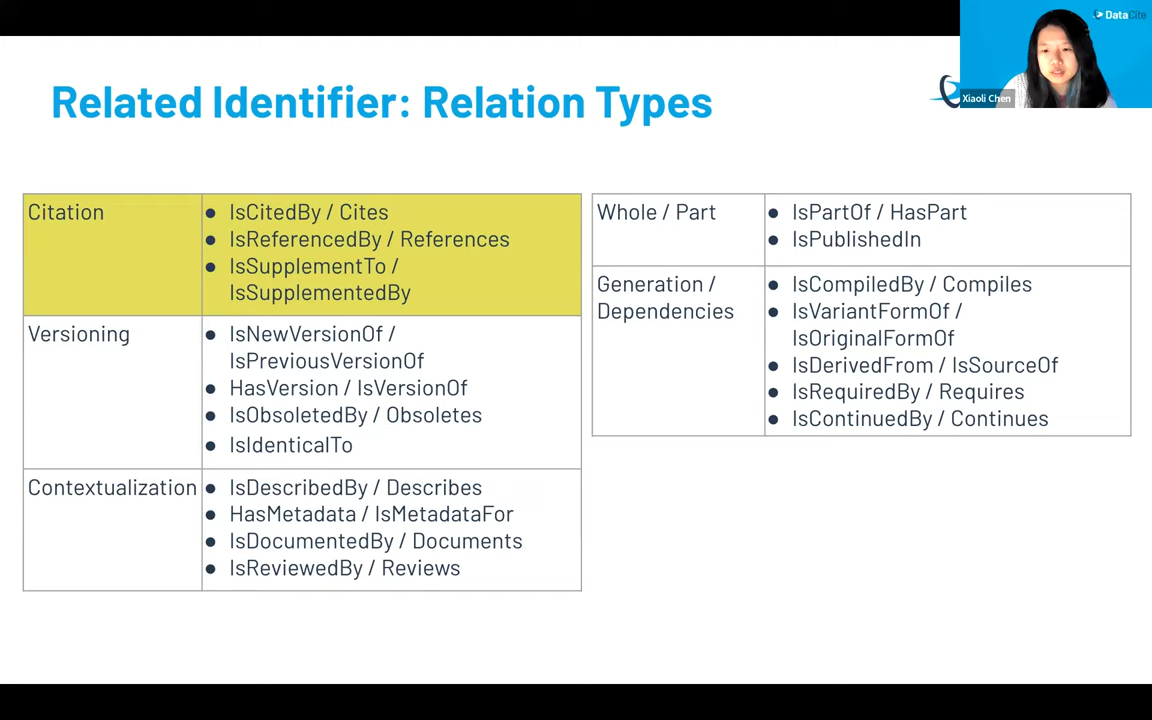 DataCite
Xiaoli Chen
Related Identifier: Relation Types
Citation
● IsCitedBy / Cites
● IsReferencedBy / References
● IsSupplementTo /
IsSupplementedBy
Versioning
● IsNewVersionOf /
IsPreviousVersionOf
● HasVersion / IsVersionOf
● IsObsoletedBy / Obsoletes
● IsIdenticalTo
Contextualization
● IsDescribedBy / Describes
● HasMetadata / IsMetadataFor
● IsDocumentedBy / Documents
● IsReviewedBy / Reviews
Whole / Part
● IsPartOf / HasPart
● IsPublishedIn
Generation /
Dependencies
● IsCompiledBy / Compiles
● IsVariantFormOf /
IsOriginalFormOf
● IsDerivedFrom / IsSourceOf
● IsRequiredBy / Requires
● IsContinuedBy / Continues